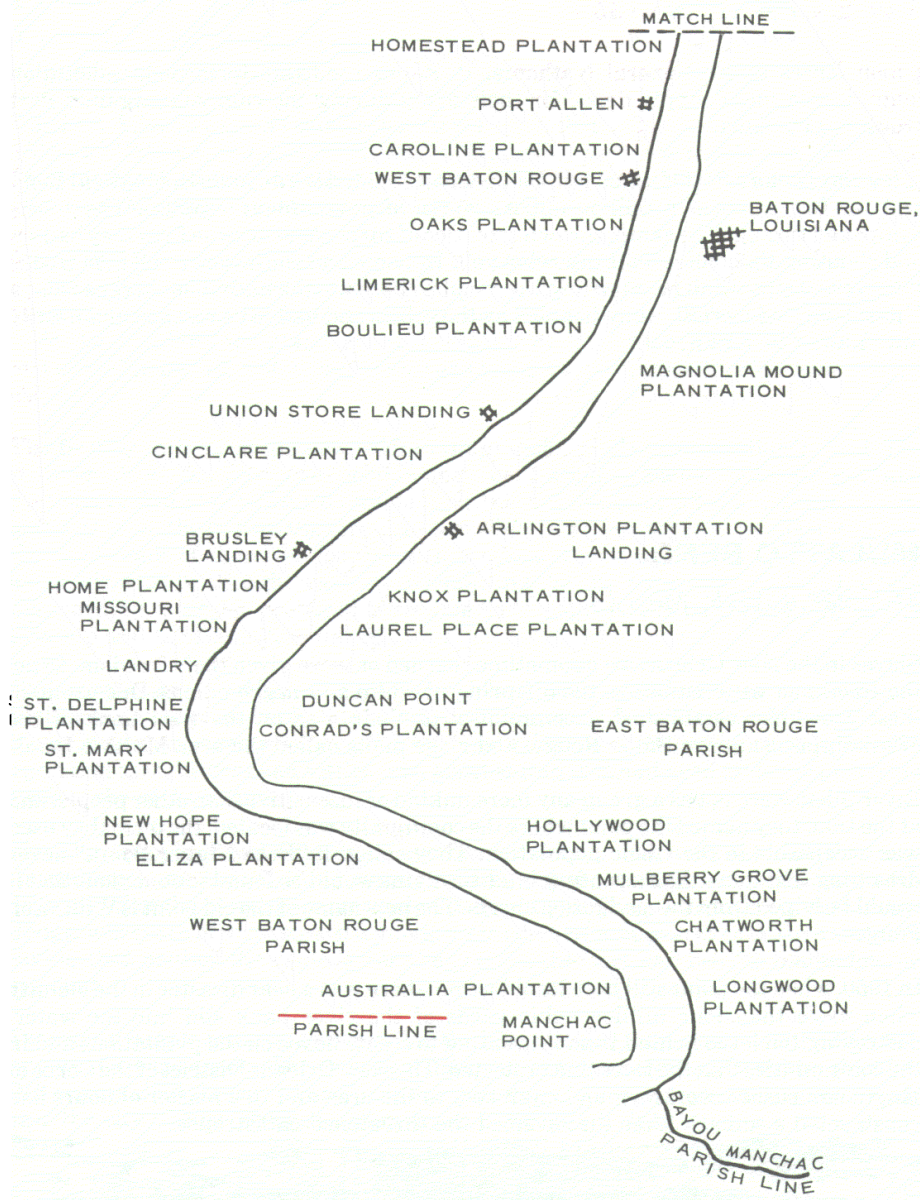 MATCH LINE
HOMESTEAD PLANTATION
PORT ALLEN
CAROLINE PLANTATION
WEST BATON ROUGE
OAKS PLANTATION
BATON ROUGE,
LOUISIANA
LIMERICK PLANTATION
BOULIEU PLANTATION
MAGNOLIA MOUND
PLANTATION
UNION STORE LANDING
CINCLARE PLANTATION
BRUSLEY
LANDING
ARLINGTON PLANTATION
LANDING
HOME PLANTATION
MISSOURI
PLANTATION
KNOX PLANTATION
LAUREL PLACE PLANTATION
LANDRY
ST. DELPHINE
PLANTATION
ST. MARY
PLANTATION
DUNCAN POINT
CONRAD'S PLANTATION
EAST BATON ROUGE
PARISH
NEW HOPE
PLANTATION
ELIZA PLANTATION
HOLLYWOOD
PLANTATION
MULBERRY GROVE
PLANTATION
WEST BATON ROUGE
PARISH
CHATWORTH
PLANTATION
AUSTRALIA PLANTATION
LONGWOOD
PLANTATION
PARISH LINE
MANCHAC
POINT
BAYOU MANCHAC
PARISH LINE